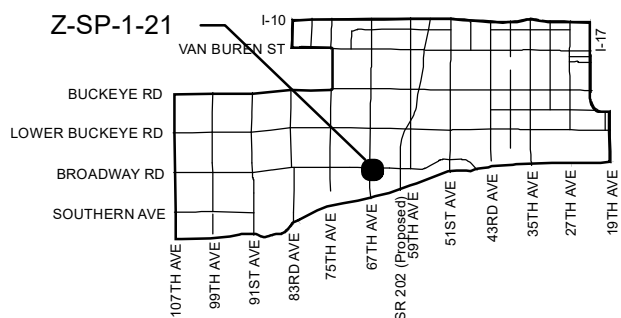 Z-SP-1-21
I-10
I-17
VAN BUREN ST
BUCKEYE RD
LOWER BUCKEYE RD
BROADWAY RD
SOUTHERN AVE
107TH AVE
99TH AVE
91ST AVE
83RD AVE
75TH AVE
67TH AVE
SR 202 (Proposed)
59TH AVE
51ST AVE
43RD AVE
35TH AVE
27TH AVE
19TH AVE